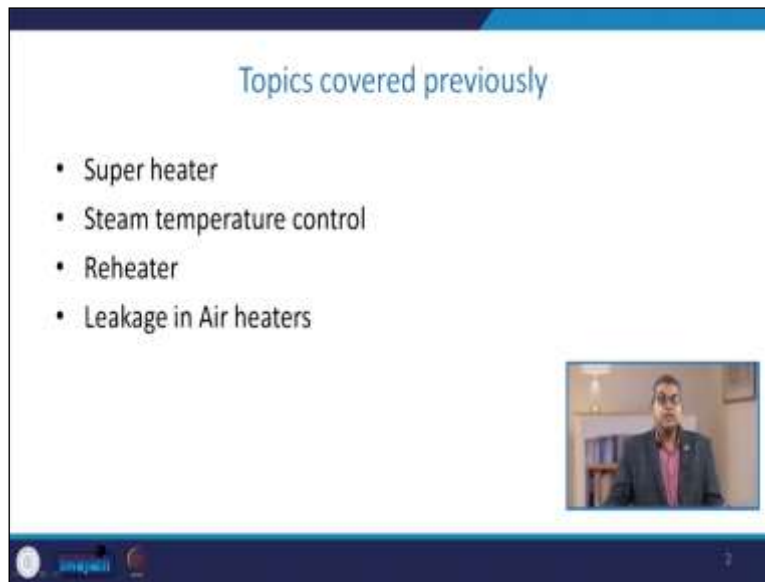 Topics covered previously
• Super heater
• Steam temperature control
• Reheater
• Leakage in Air heaters